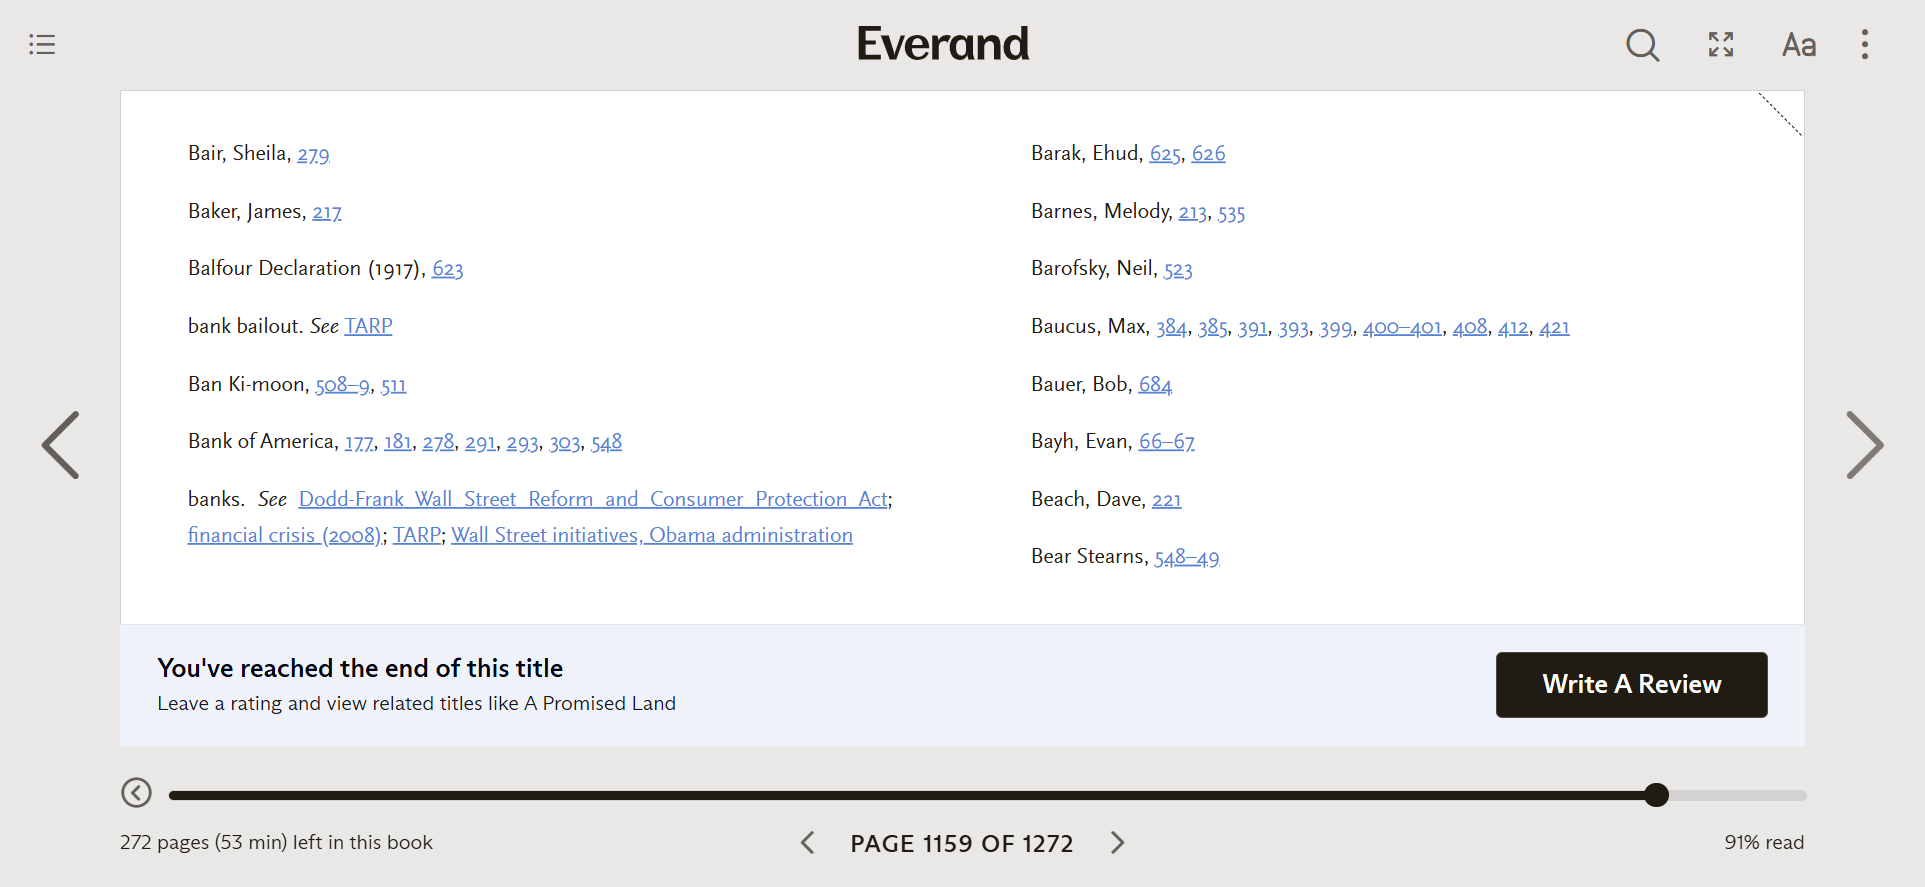 Everand
Aa
Bair, Sheila, 279
Baker, James, 217
Balfour Declaration (1917), 623
bank bailout. See TARP
Ban Ki-moon, 508–9, 511
Bank of America, 177, 181, 278, 291, 293, 303, 548
banks. See Dodd-Frank Wall Street Reform and Consumer Protection Act;
financial crisis (2008); TARP; Wall Street initiatives, Obama administration
Barak, Ehud, 625, 626
Barnes, Melody, 213, 535
Barofsky, Neil, 523
Baucus, Max, 384, 385, 391, 393, 399, 400–401, 408, 412, 421
Bauer, Bob, 684
Bayh, Evan, 66–67
Beach, Dave, 221
Bear Stearns, 548–49
You've reached the end of this title
Leave a rating and view related titles like A Promised Land
Write A Review
272 pages (53 min) left in this book
PAGE 1159 OF 1272
91% read